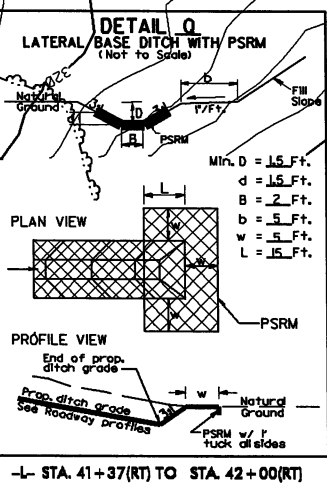 DETAIL Q
LATERAL BASE DITCH WITH PSRM
(Not to Scale)
320
b
Natural
Ground
D
d
1"/Ft.
Fill
Slope
B
PSRM
Min. D = 1.5 Ft.
d = 1.5 Ft.
B = 2 Ft.
b = 5 Ft.
w = 5 Ft.
L = 15 Ft.
L
PLAN VIEW
w
w
w
PSRM
PROFILE VIEW
End of prop.
ditch grade
w
Prop. ditch grade
See Roadway profiles
Natural
Ground
PSRM w/ 1'
tuck all sides
-L- STA. 41+37(RT) TO STA. 42+00(RT)